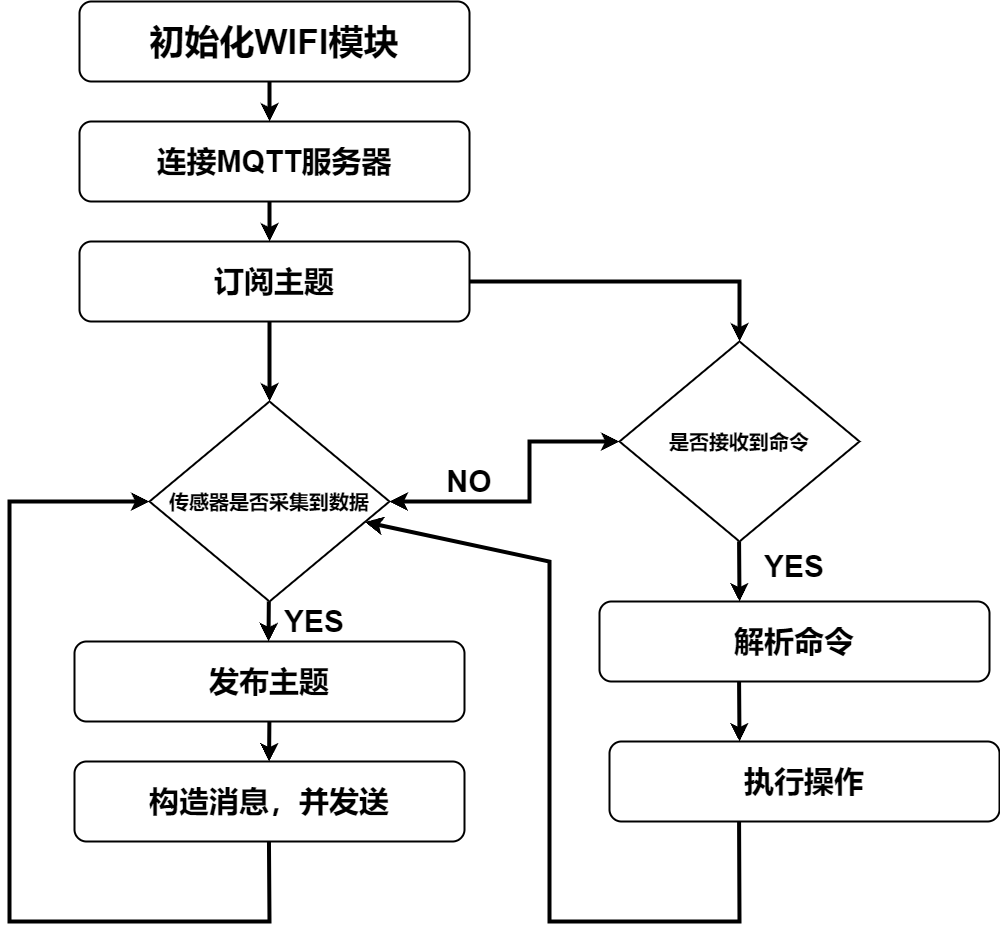 初始化WIFI模块
连接MQTT服务器
订阅主题
是否接收到命令
传感器是否采集到数据
NO
YES
YES
解析命令
发布主题
执行操作
构造消息，并发送